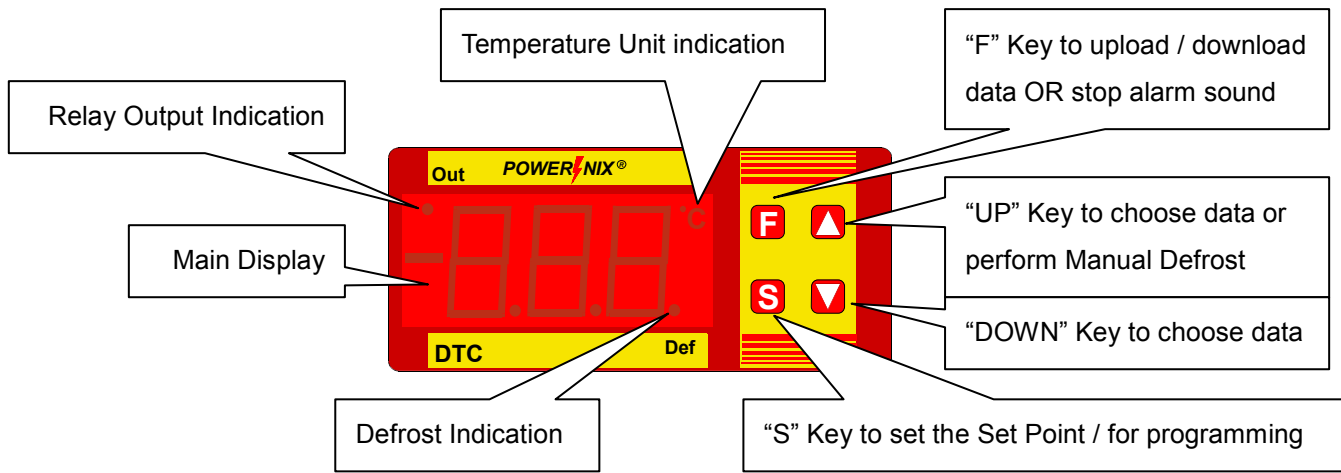 Temperature Unit indication
“F” Key to upload / download
data OR stop alarm sound
Relay Output Indication
Out POWER NIX®
°C
F
“UP” Key to choose data or
perform Manual Defrost
Main Display
S
“DOWN” Key to choose data
DTC Def
Defrost Indication
“S” Key to set the Set Point / for programming